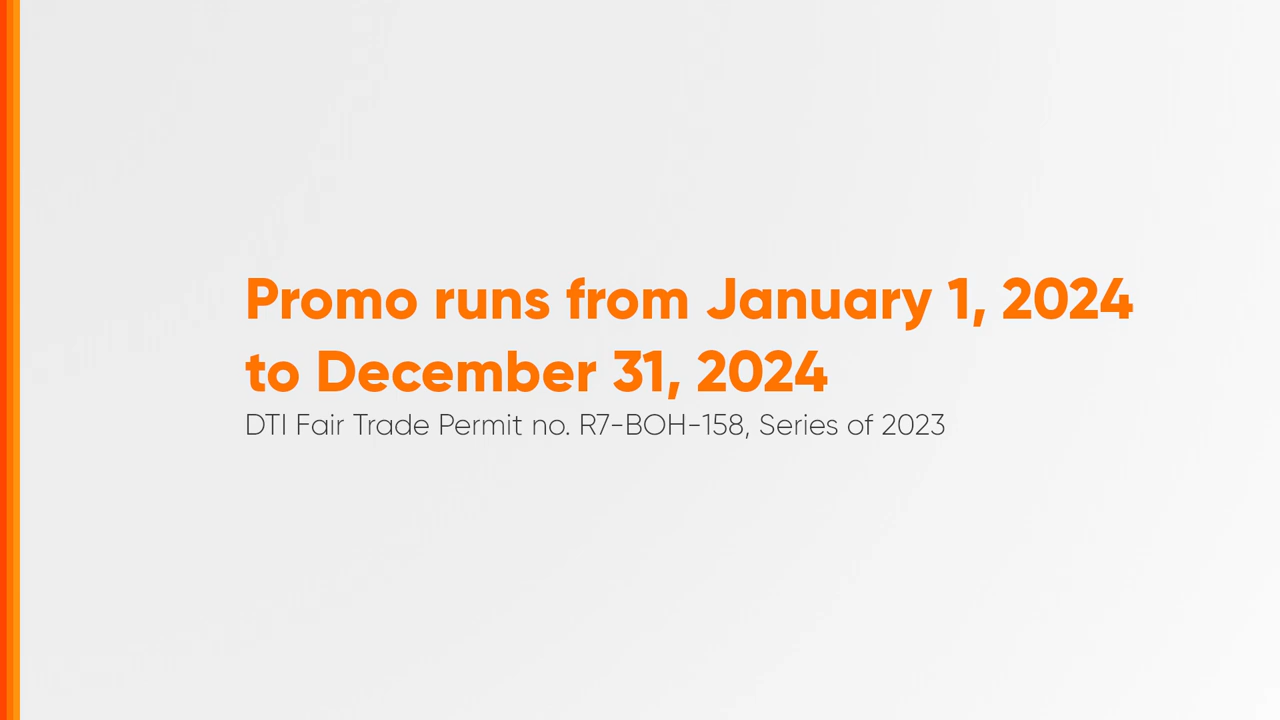 Promo runs from January 1, 2024
to December 31, 2024
DTI Fair Trade Permit no. R7-BOH-158, Series of 2023